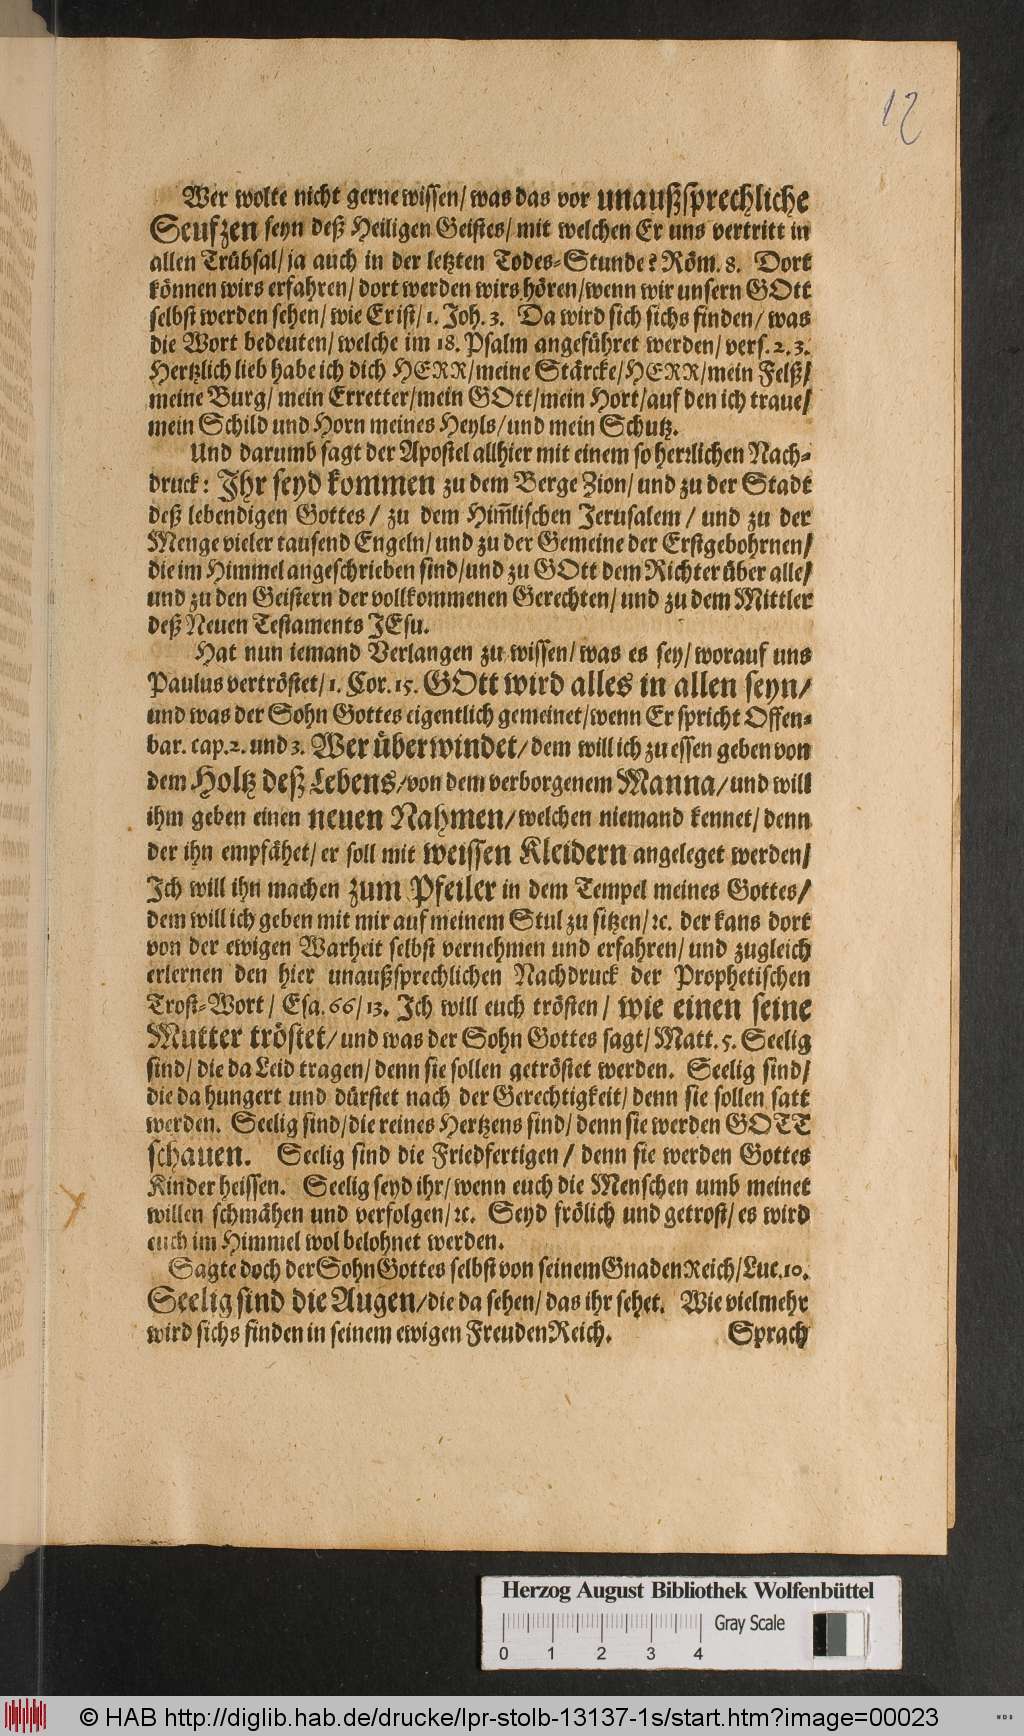 12
Wer wolte nicht gerne wissen/ was das vor unaußsprechliche
Seufzen seyn deß Heiligen Geistes/ mit welchen Er uns vertritt in
allen Trübsal/ ja auch in der letzten Todes-Stunde? Röm. 8. Dort
können wirs erfahren/ dort werden wirs hören/ wenn wir unsern GOtt
selbst werden sehen/ wie Er ist/ 1. Joh. 3. Da wird sich sichs finden/ was
die Wort bedeuten/ welche im 18. Psalm angeführet werden/ vers. 2. 3.
Hertzlich lieb habe ich dich HERR/ meine Stärcke/ HERR/ mein Felß/
meine Burg/ mein Erretter/ mein GOtt/ mein Hort/ auf den ich traue/
mein Schild und Horn meines Heyls/ und mein Schutz.
Und darumb sagt der Apostel allhier mit einem so herrlichen Nach-
druck: Ihr seyd kommen zu dem Berge Zion/ und zu der Stadt
deß lebendigen Gottes/ zu dem Him̅lischen Jerusalem/ und zu der
Menge vieler tausend Engeln/ und zu der Gemeine der Erstgebohrnen/
die im Himmel angeschrieben sind/ und zu GOtt dem Richter über alle/
und zu den Geistern der vollkommenen Gerechten/ und zu dem Mittler
deß Neuen Testaments JEsu.
Hat nun iemand Verlangen zu wissen/ was es sey/ worauf uns
Paulus vertröstet/ 1. Cor. 15. GOtt wird alles in allen seyn/
und was der Sohn Gottes eigentlich gemeinet/ wenn Er spricht Offen-
bar. cap. 2. und 3. Wer überwindet/ dem will ich zu essen geben von
dem Holtz deß Lebens/ von dem verborgenem Manna/ und will
ihm geben einen neuen Nahmen/ welchen niemand kennet/ denn
der ihn empfähet/ er soll mit weissen Kleidern angeleget werden/
Ich will ihn machen zum Pfeiler in dem Tempel meines Gottes/
dem will ich geben mit mir auf meinem Stul zu sitzen/ ꝛc. der kans dort
von der ewigen Warheit selbst vernehmen und erfahren/ und zugleich
erlernen den hier unaußsprechlichen Nachdruck der Prophetischen
Trost-Wort/ Esa. 66/ 13. Ich will euch trösten/ wie einen seine
Mutter tröstet/ und was der Sohn Gottes sagt/ Matt. 5. Seelig
sind/ die da Leid tragen/ denn sie sollen getröstet werden. Seelig sind/
die da hungert und dürstet nach der Gerechtigkeit/ denn sie sollen satt
werden. Seelig sind/ die reines Hertzens sind/ denn sie werden GOTT
schauen. Seelig sind die Friedfertigen/ denn sie werden Gottes
Kinder heissen. Seelig seyd ihr/ wenn euch die Menschen umb meinet
willen schmähen und verfolgen/ ꝛc. Seyd frölich und getrost/ es wird
euch im Himmel wol belohnet werden.
Sagte doch der Sohn Gottes selbst von seinem Gnaden Reich/ Luc. 10.
Seelig sind die Augen/ die da sehen/ das ihr sehet. Wie vielmehr
wird sichs finden in seinem ewigen Freuden Reich. Sprach
Herzog August Bibliothek Wolfenbüttel
Gray Scale
0 1 2 3 4
© HAB http://diglib.hab.de/drucke/lpr-stolb-13137-1s/start.htm?image=00023